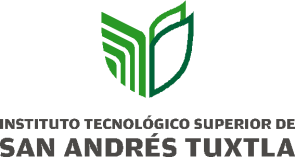 INSTITUTO TECNOLÓGICO SUPERIOR DE
SAN ANDRÉS TUXTLA